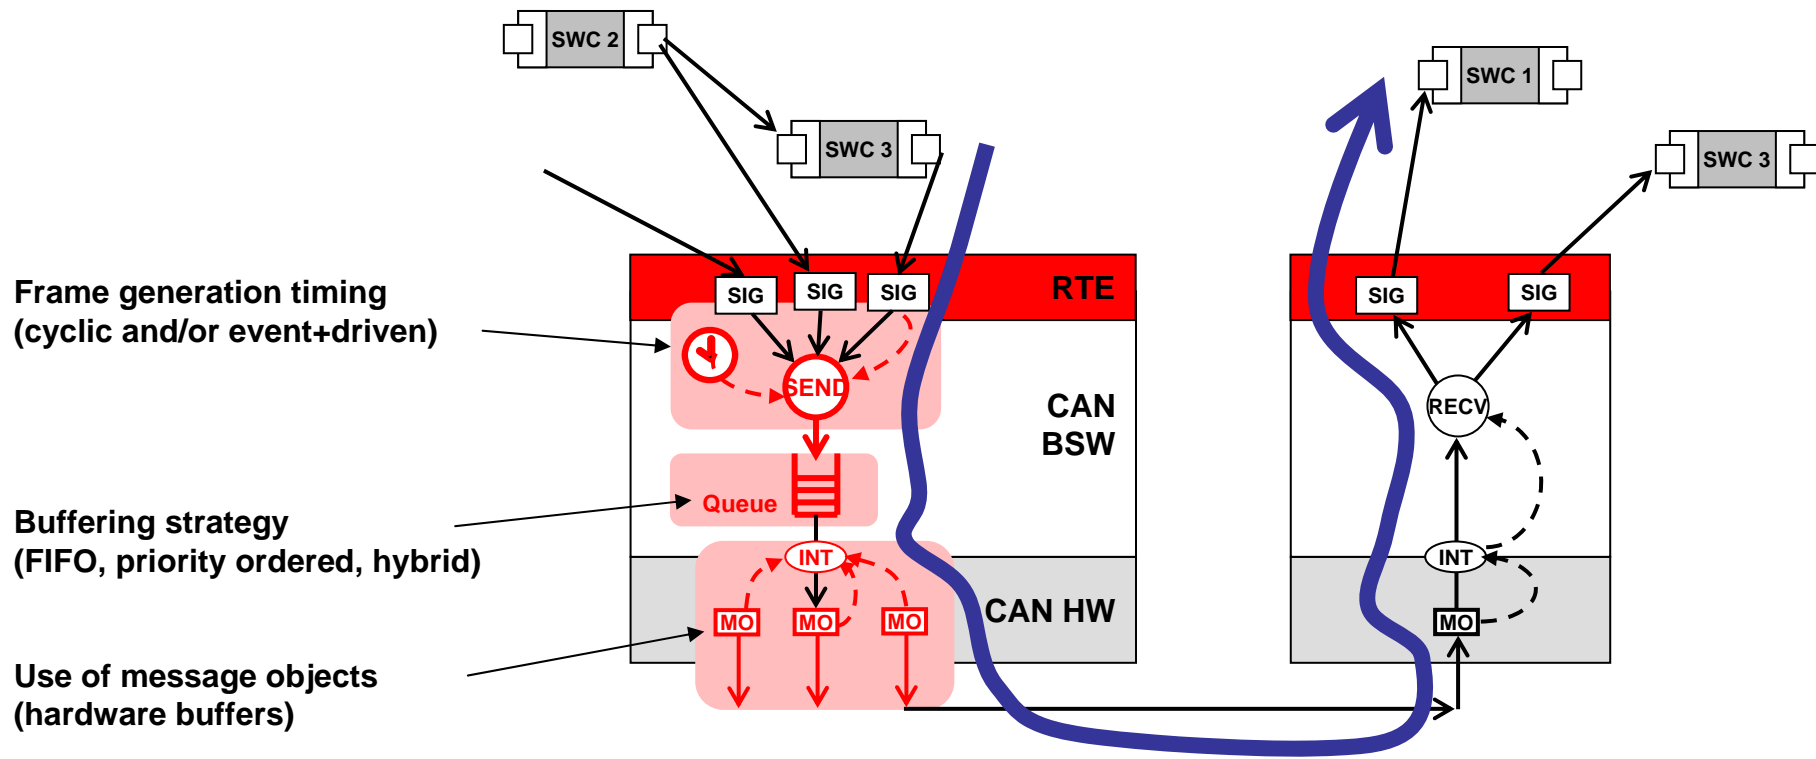 SWC 2
SWC 1
SWC 3
SWC 3
Frame generation timing
(cyclic and/or event+driven)
SIG
SIG
SIG
RTE
SIG
SIG
SEND
CAN
BSW
RECV
Buffering strategy
(FIFO, priority ordered, hybrid)
Queue
INT
INT
CAN HW
MO
MO
MO
MO
Use of message objects
(hardware buffers)